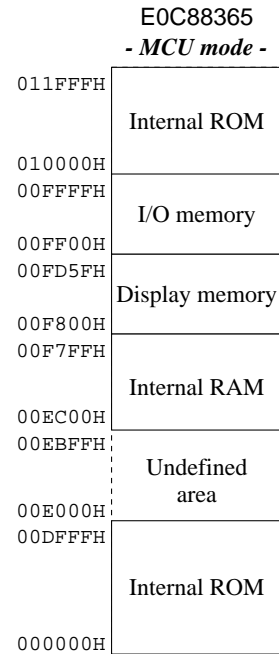 E0C88365
- MCU mode -
011FFFH
Internal ROM
010000H
00FFFFH
I/O memory
00FF00H
00FD5FH
Display memory
00F800H
00F7FFH
Internal RAM
00EC00H
00EBFFH
Undefined
area
00E000H
00DFFFH
Internal ROM
000000H